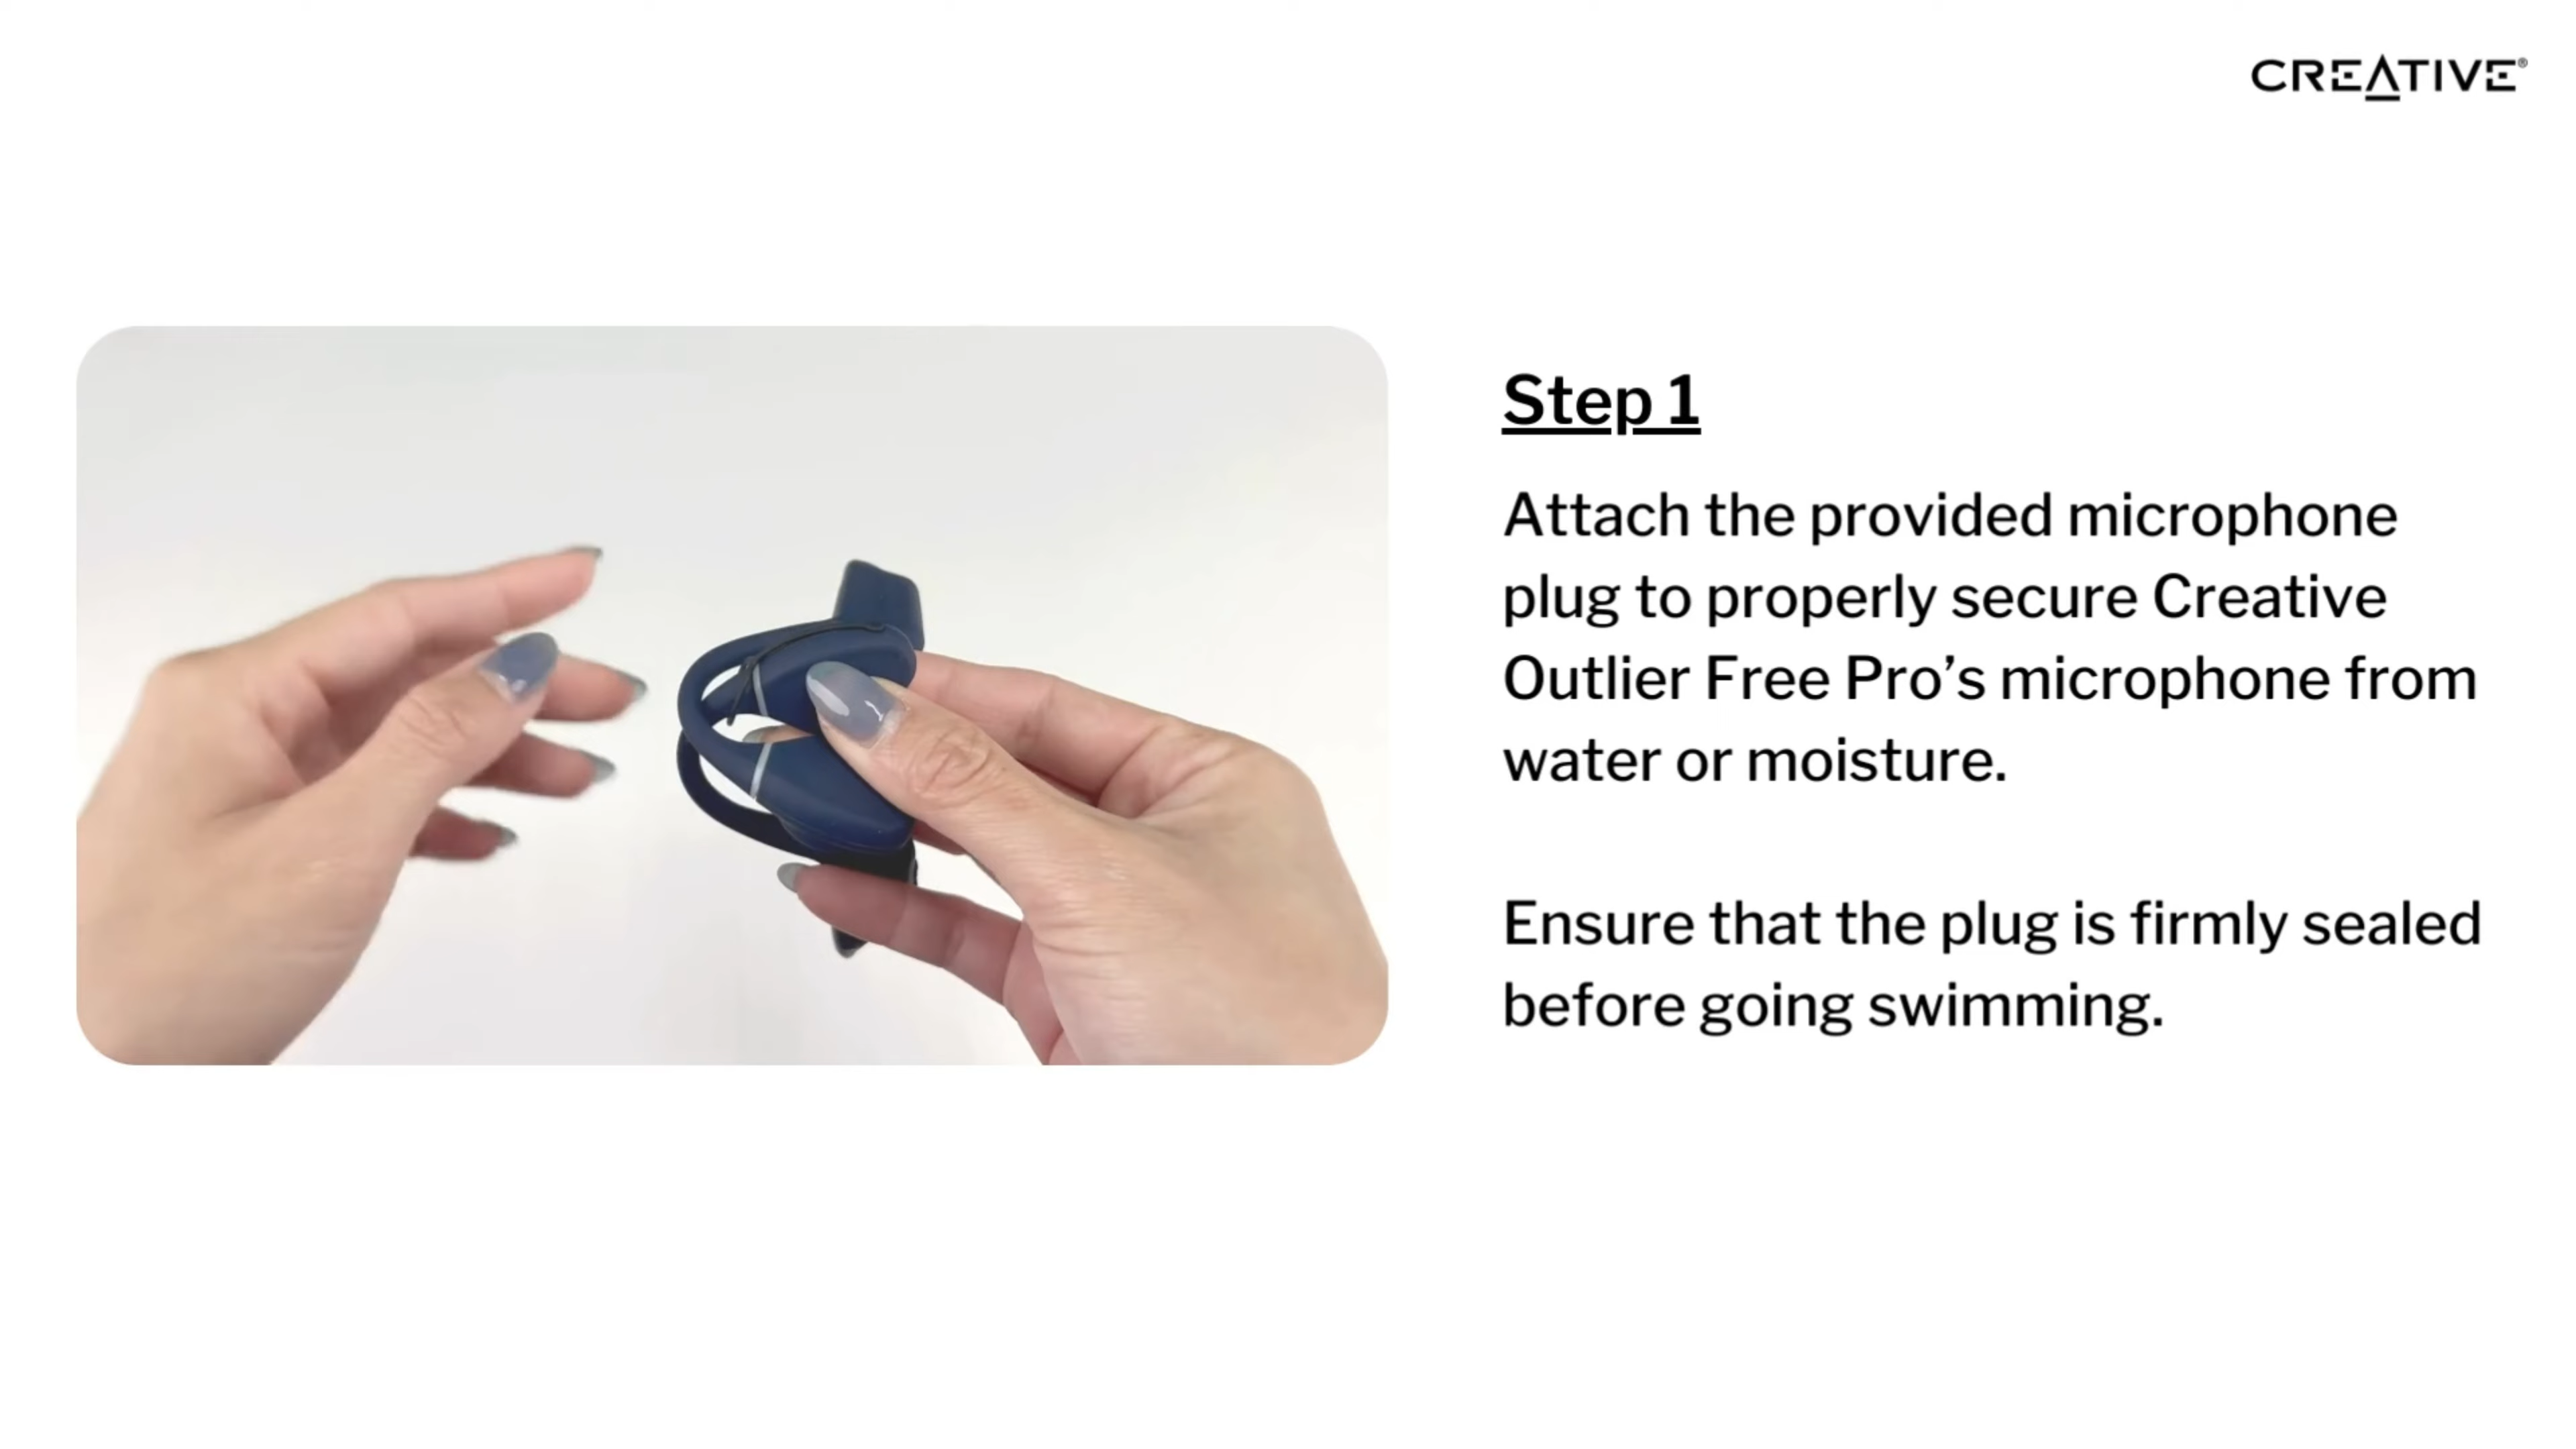 CREATIVE®
Step 1
Attach the provided microphone
plug to properly secure Creative
Outlier Free Pro’s microphone from
water or moisture.
Ensure that the plug is firmly sealed
before going swimming.